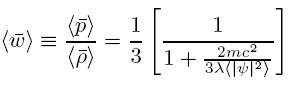 ⟨w̄⟩ ≡ ⟨p̄⟩/⟨ρ̄⟩ = 1/3 [ 1 / (1 + 2mc²/(3λ⟨|ψ|²⟩)) ]